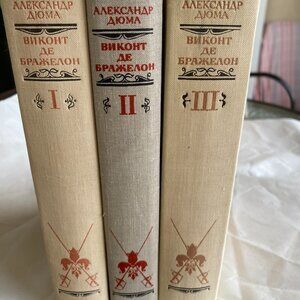 АЛЕКСАНДР
ДЮМА
ВИКОНТ
ДЕ
БРАЖЕЛОН
I
АЛЕКСАНДР
ДЮМА
ВИКОНТ
ДЕ
БРАЖЕЛОН
II
АЛЕКСАНДР
ДЮМА
ВИКОНТ
ДЕ
БРАЖЕЛОН
III